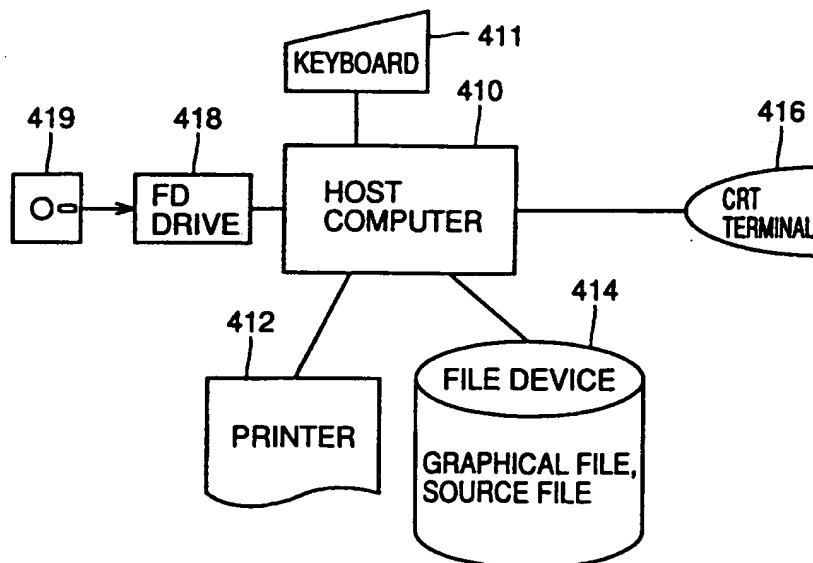 411
KEYBOARD
410
419
418
416
FD
DRIVE
HOST
COMPUTER
CRT
TERMINAL
412
414
PRINTER
FILE DEVICE
GRAPHICAL FILE,
SOURCE FILE